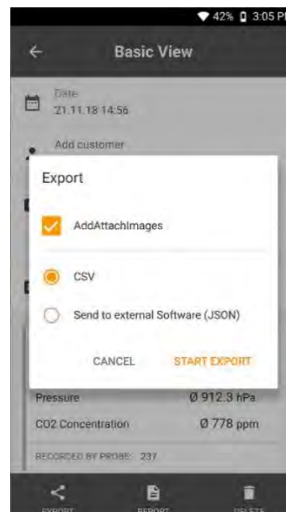 42% 3:05 PM
Basic View
Date
21.11.18 14:56
Add customer
Export
AddAttachImages
CSV
Send to external Software (JSON)
CANCEL START EXPORT
Pressure Ø 912.3 hPa
CO2 Concentration Ø 778 ppm
RECORDED BY PROBE: 237
EXPORT REPORT DELETE